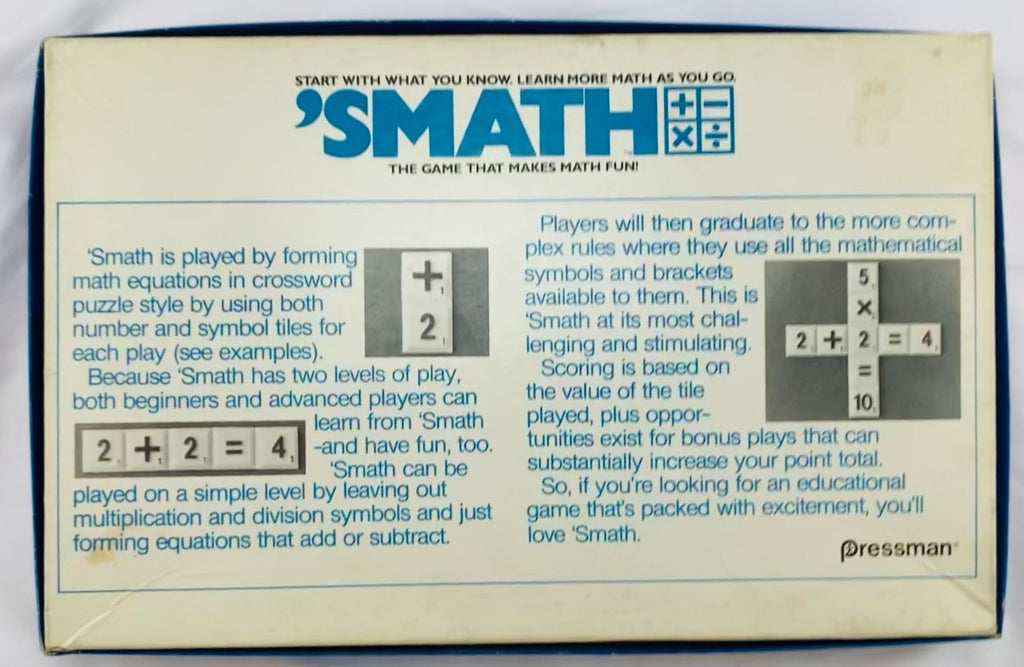 START WITH WHAT YOU KNOW. LEARN MORE MATH AS YOU GO.
'SMATH
+ −
× ÷
THE GAME THAT MAKES MATH FUN!
'Smath is played by forming
math equations in crossword
puzzle style by using both
number and symbol tiles for
each play (see examples).
+
2
Because 'Smath has two levels of play,
both beginners and advanced players can
learn from 'Smath
-and have fun, too.
2 + 2 = 4
'Smath can be
played on a simple level by leaving out
multiplication and division symbols and just
forming equations that add or subtract.
Players will then graduate to the more com-
plex rules where they use all the mathematical
symbols and brackets
available to them. This is
'Smath at its most chal-
lenging and stimulating.
5
×
2 + 2 = 4
=
10
Scoring is based on
the value of the tile
played, plus oppor-
tunities exist for bonus plays that can
substantially increase your point total.
So, if you're looking for an educational
game that's packed with excitement, you'll
love 'Smath.
Pressman